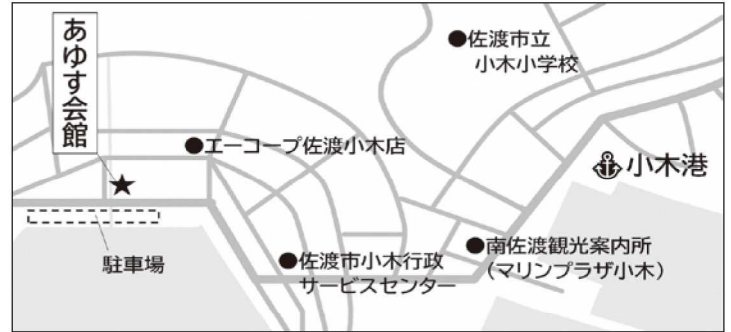 あゆす会館
●佐渡市立
小木小学校
●エーコープ佐渡小木店
小木港
駐車場
●佐渡市小木行政
サービスセンター
●南佐渡観光案内所
（マリンプラザ小木）